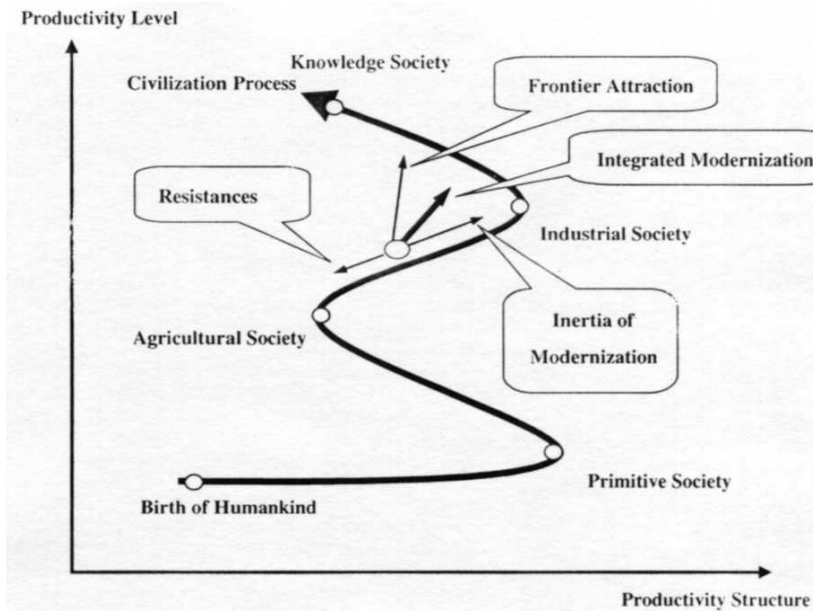 Productivity Level
Knowledge Society
Civilization Process
Frontier Attraction
Integrated Modernization
Resistances
Industrial Society
Agricultural Society
Inertia of
Modernization
Primitive Society
Birth of Humankind
Productivity Structure